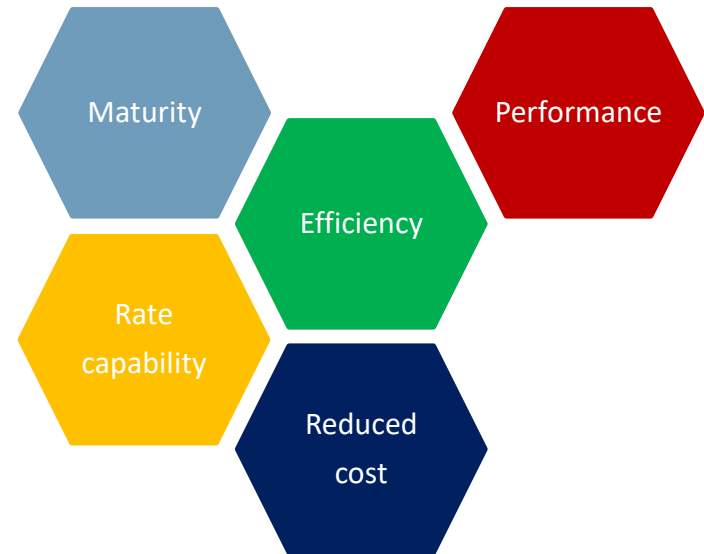 Maturity
Performance
Efficiency
Rate
capability
Reduced
cost